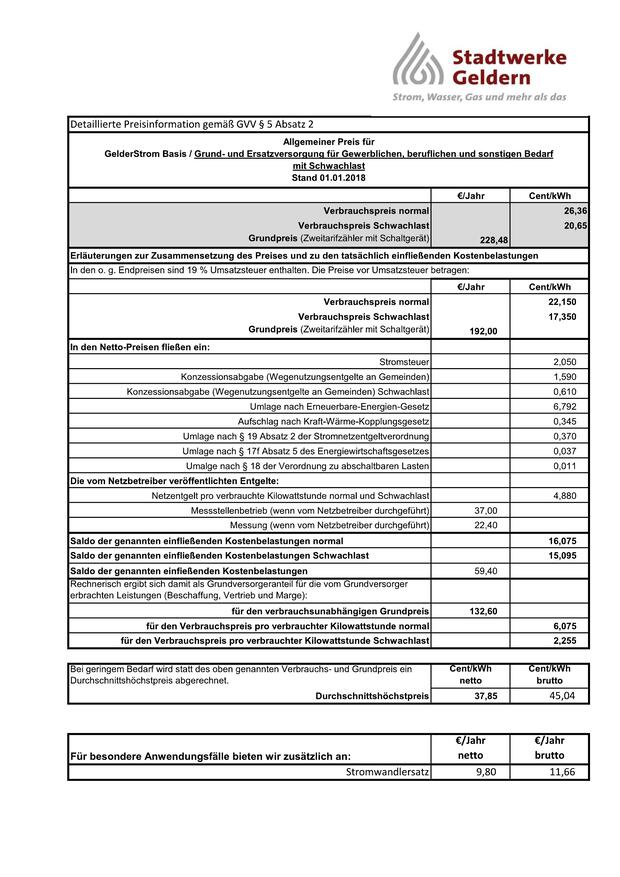 Stadtwerke
Geldern
Strom, Wasser, Gas und mehr als das
Detaillierte Preisinformation gemäß GVV § 5 Absatz 2
Allgemeiner Preis für
GelderStrom Basis / Grund- und Ersatzversorgung für Gewerblichen, beruflichen und sonstigen Bedarf
mit Schwachlast
Stand 01.01.2018
€/Jahr Cent/kWh
Verbrauchspreis normal 26,36
Verbrauchspreis Schwachlast 20,65
Grundpreis (Zweitarifzähler mit Schaltgerät) 228,48
Erläuterungen zur Zusammensetzung des Preises und zu den tatsächlich einfließenden Kostenbelastungen
In den o. g. Endpreisen sind 19 % Umsatzsteuer enthalten. Die Preise vor Umsatzsteuer betragen:
€/Jahr Cent/kWh
Verbrauchspreis normal 22,150
Verbrauchspreis Schwachlast 17,350
Grundpreis (Zweitarifzähler mit Schaltgerät) 192,00
In den Netto-Preisen fließen ein:
Stromsteuer 2,050
Konzessionsabgabe (Wegenutzungsentgelte an Gemeinden) 1,590
Konzessionsabgabe (Wegenutzungsentgelte an Gemeinden) Schwachlast 0,610
Umlage nach Erneuerbare-Energien-Gesetz 6,792
Aufschlag nach Kraft-Wärme-Kopplungsgesetz 0,345
Umlage nach § 19 Absatz 2 der Stromnetzentgeltverordnung 0,370
Umlage nach § 17f Absatz 5 des Energiewirtschaftsgesetzes 0,037
Umalge nach § 18 der Verordnung zu abschaltbaren Lasten 0,011
Die vom Netzbetreiber veröffentlichten Entgelte:
Netzentgelt pro verbrauchte Kilowattstunde normal und Schwachlast 4,880
Messstellenbetrieb (wenn vom Netzbetreiber durchgeführt) 37,00
Messung (wenn vom Netzbetreiber durchgeführt) 22,40
Saldo der genannten einfließenden Kostenbelastungen normal 16,075
Saldo der genannten einfließenden Kostenbelastungen Schwachlast 15,095
Saldo der genannten einfießenden Kostenbelastungen 59,40
Rechnerisch ergibt sich damit als Grundversorgeranteil für die vom Grundversorger
erbrachten Leistungen (Beschaffung, Vertrieb und Marge):
für den verbrauchsunabhängigen Grundpreis 132,60
für den Verbrauchspreis pro verbrauchter Kilowattstunde normal 6,075
für den Verbrauchspreis pro verbrauchter Kilowattstunde Schwachlast 2,255
Bei geringem Bedarf wird statt des oben genannten Verbrauchs- und Grundpreis ein Cent/kWh Cent/kWh
Durchschnittshöchstpreis abgerechnet. netto brutto
Durchschnittshöchstpreis 37,85 45,04
€/Jahr €/Jahr
Für besondere Anwendungsfälle bieten wir zusätzlich an: netto brutto
Stromwandlersatz 9,80 11,66